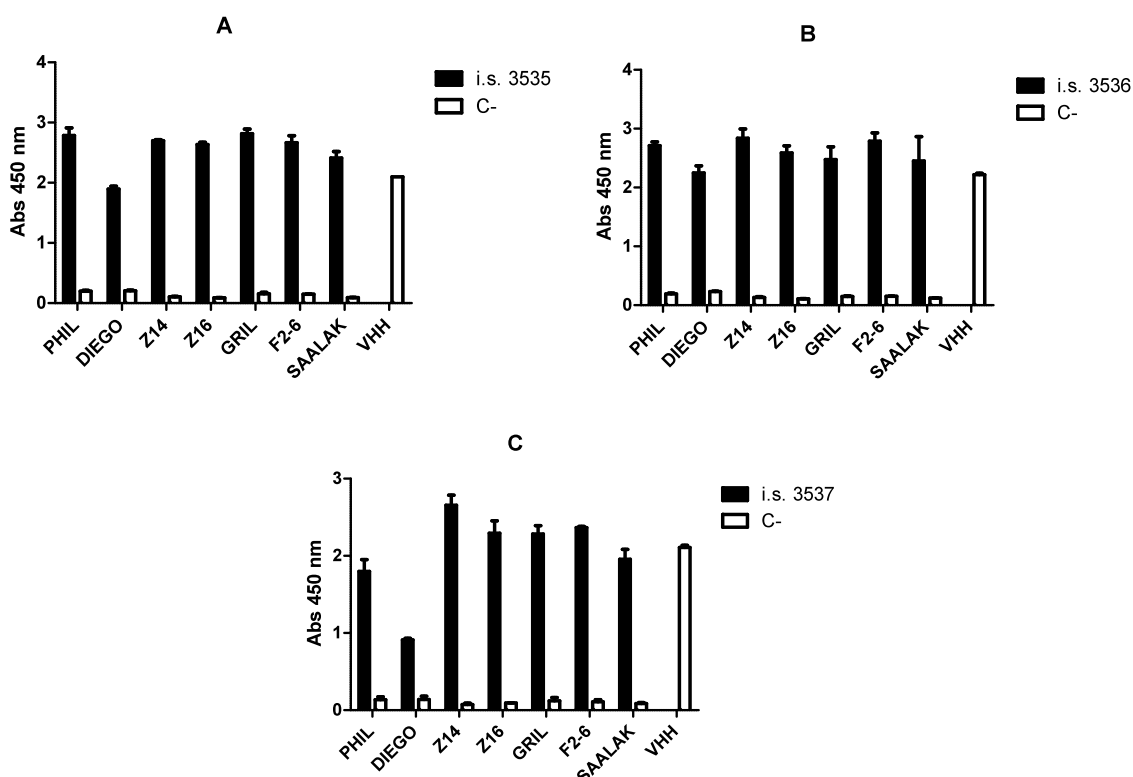 A
4
3
2
1
0
Abs 450 nm
PHIL
DIEGO
Z14
Z16
GRIL
F2-6
SAALAK
VHH
i.s. 3535
C-
B
4
3
2
1
0
Abs 450 nm
PHIL
DIEGO
Z14
Z16
GRIL
F2-6
SAALAK
VHH
i.s. 3536
C-
C
3
2
1
0
Abs 450 nm
PHIL
DIEGO
Z14
Z16
GRIL
F2-6
SAALAK
VHH
i.s. 3537
C-